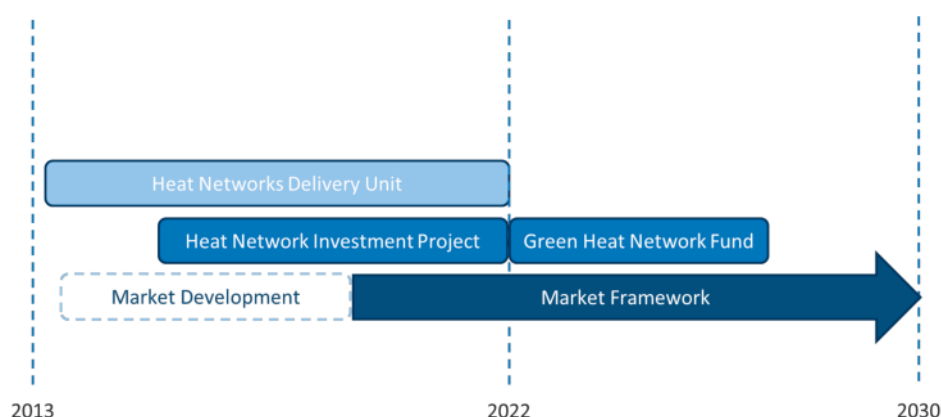 Heat Networks Delivery Unit
Heat Network Investment Project
Green Heat Network Fund
Market Development
Market Framework
2013
2022
2030